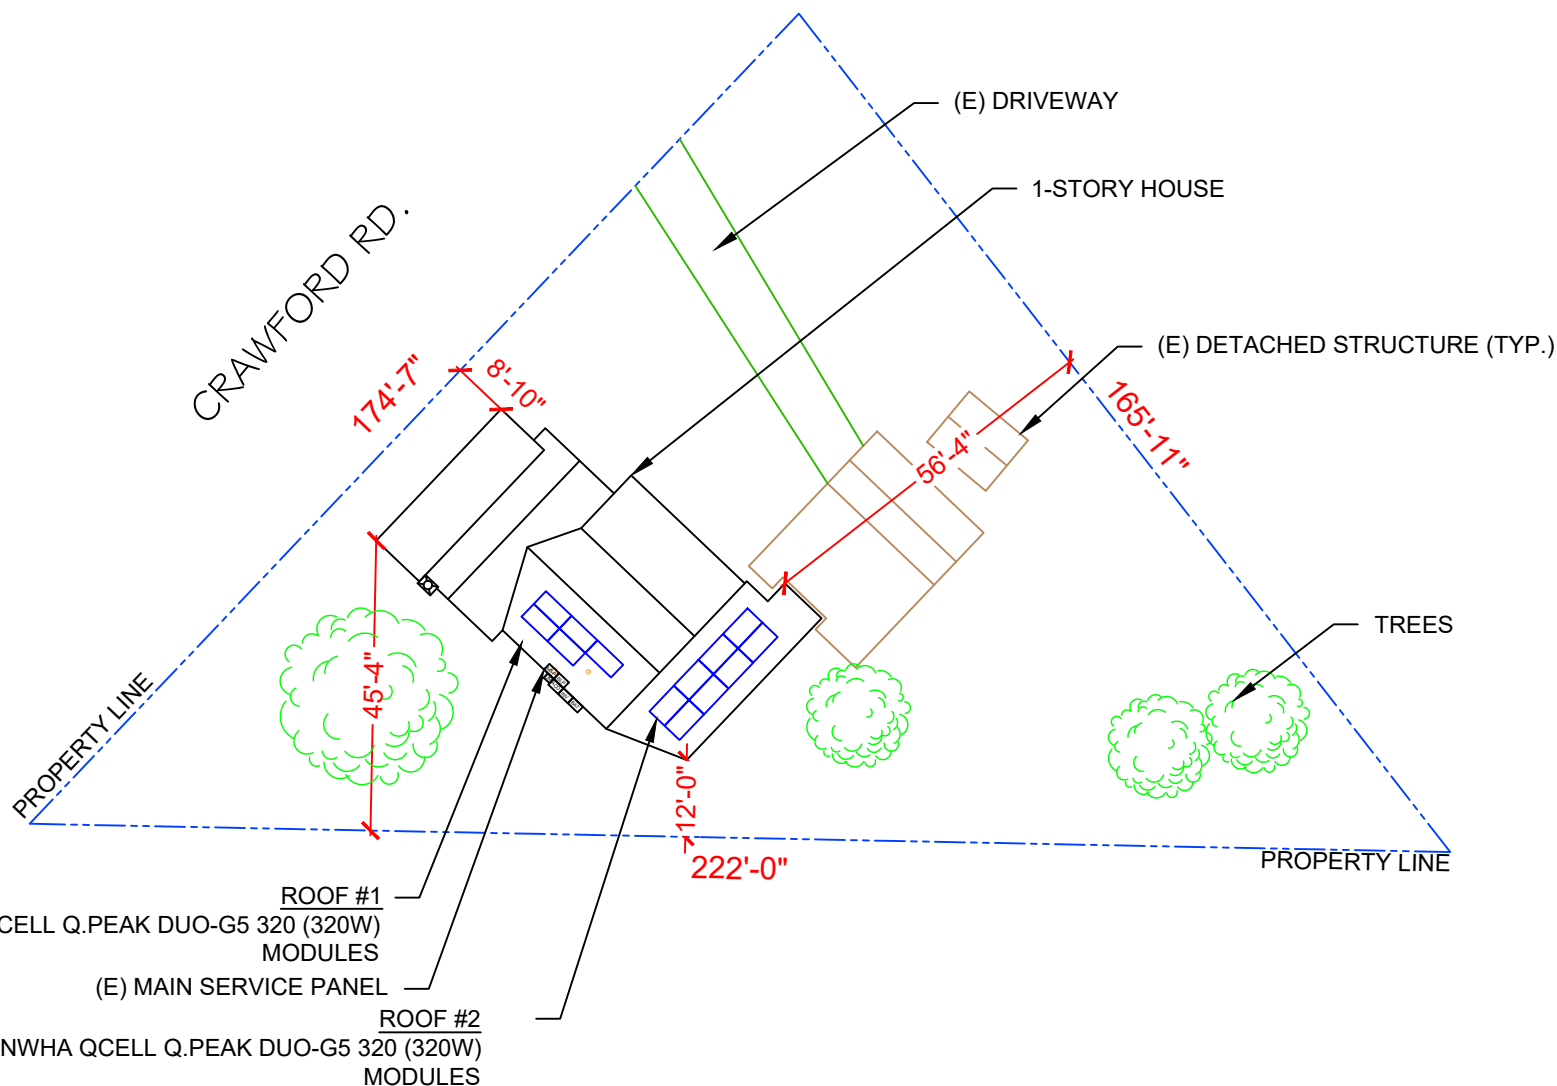 (E) DRIVEWAY
1-STORY HOUSE
CRAWFORD RD.
(E) DETACHED STRUCTURE (TYP.)
174'-7"
8'-10"
165'-11"
56'-4"
TREES
45'-4"
PROPERTY LINE
12'-0"
222'-0"
PROPERTY LINE
ROOF #1
CELL Q.PEAK DUO-G5 320 (320W)
MODULES
(E) MAIN SERVICE PANEL
ROOF #2
NWHA QCELL Q.PEAK DUO-G5 320 (320W)
MODULES